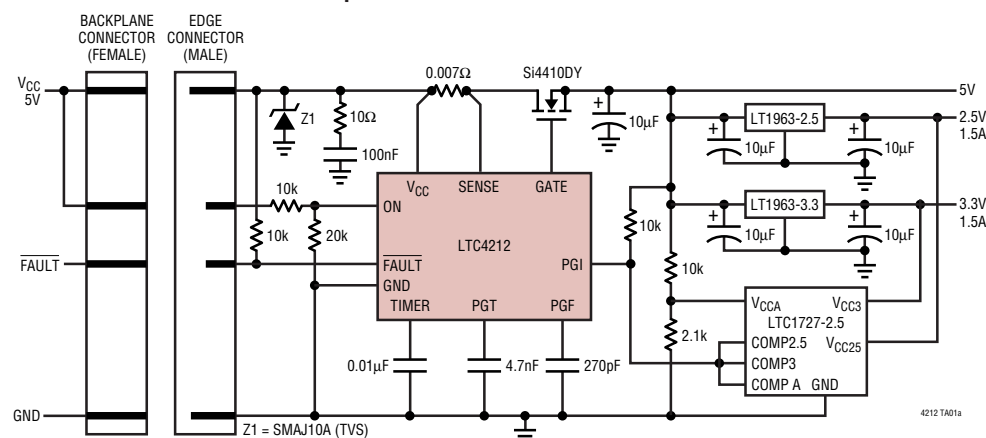 BACKPLANE
CONNECTOR
(FEMALE)
EDGE
CONNECTOR
(MALE)
VCC
5V
0.007Ω
Si4410DY
5V
Z1
10Ω
100nF
+
10µF
+
10µF
LT1963-2.5
+
10µF
2.5V
1.5A
VCC
SENSE
GATE
10k
ON
10k
20k
LTC4212
10k
+
10µF
LT1963-3.3
+
10µF
3.3V
1.5A
FAULT
FAULT
GND
PGI
10k
TIMER
PGT
PGF
2.1k
VCCA
VCC3
LTC1727-2.5
COMP2.5
VCC25
COMP3
COMP A
GND
0.01µF
4.7nF
270pF
GND
Z1 = SMAJ10A (TVS)
4212 TA01a